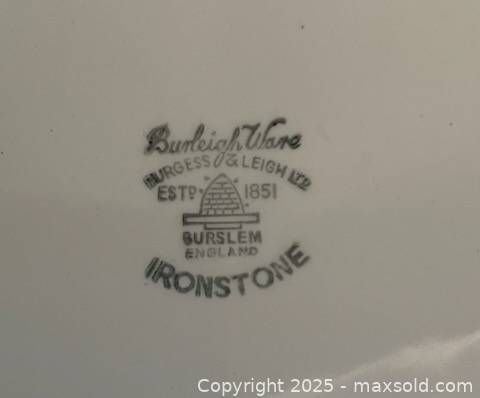 Burleigh Ware
BURGESS & LEIGH LTD.
ESTD. 1851
BURSLEM
ENGLAND
IRONSTONE
Copyright © 2025 - maxsold.com